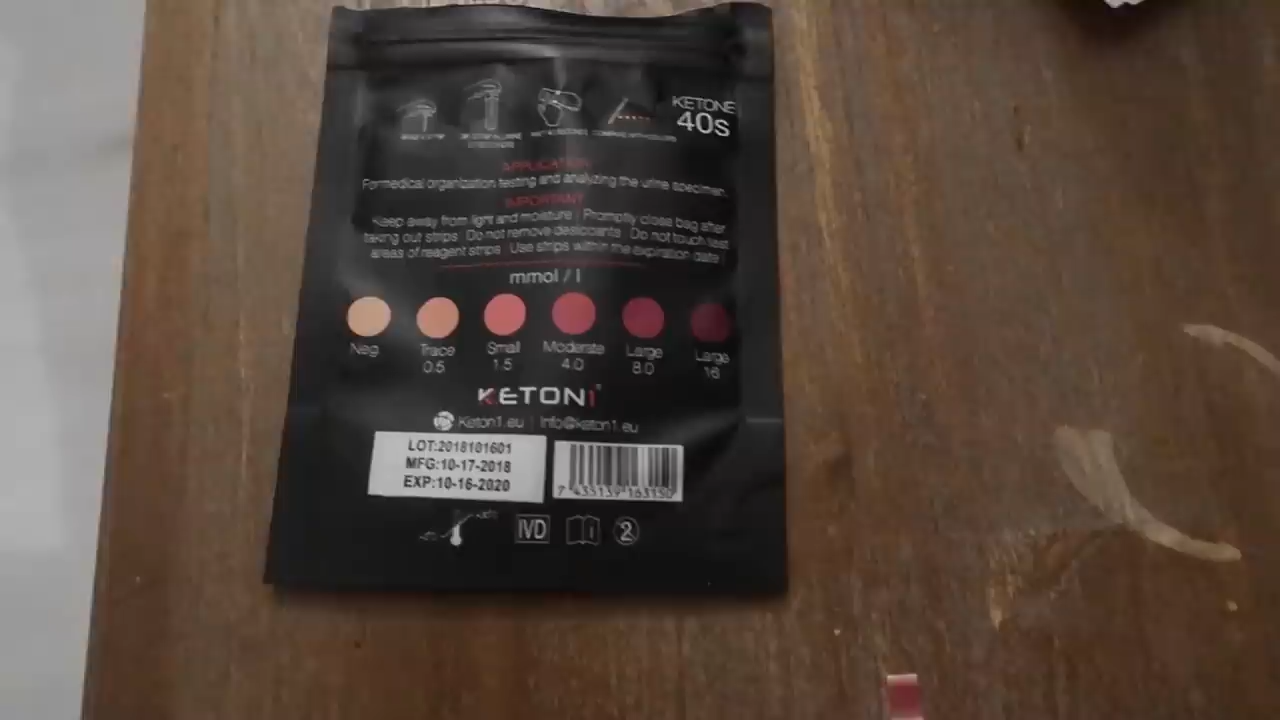 KETONE
40s
APPLICATION
Formedical organization testing and analyzing the urine specimen.
IMPORTANT
Keep away from light and moisture | Promptly close bag after
taking out strips | Do not remove desiccants | Do not touch test
areas of reagent strips | Use strips within the expiration date |
mmol / l
Neg. Trace Small Moderate Large Large
0.5 1.5 4.0 8.0 16
KETON1
Keton1.eu | Info@keton1.eu
LOT:2018101601
MFG:10-17-2018
EXP:10-16-2020
7 435139 163150
IVD
2